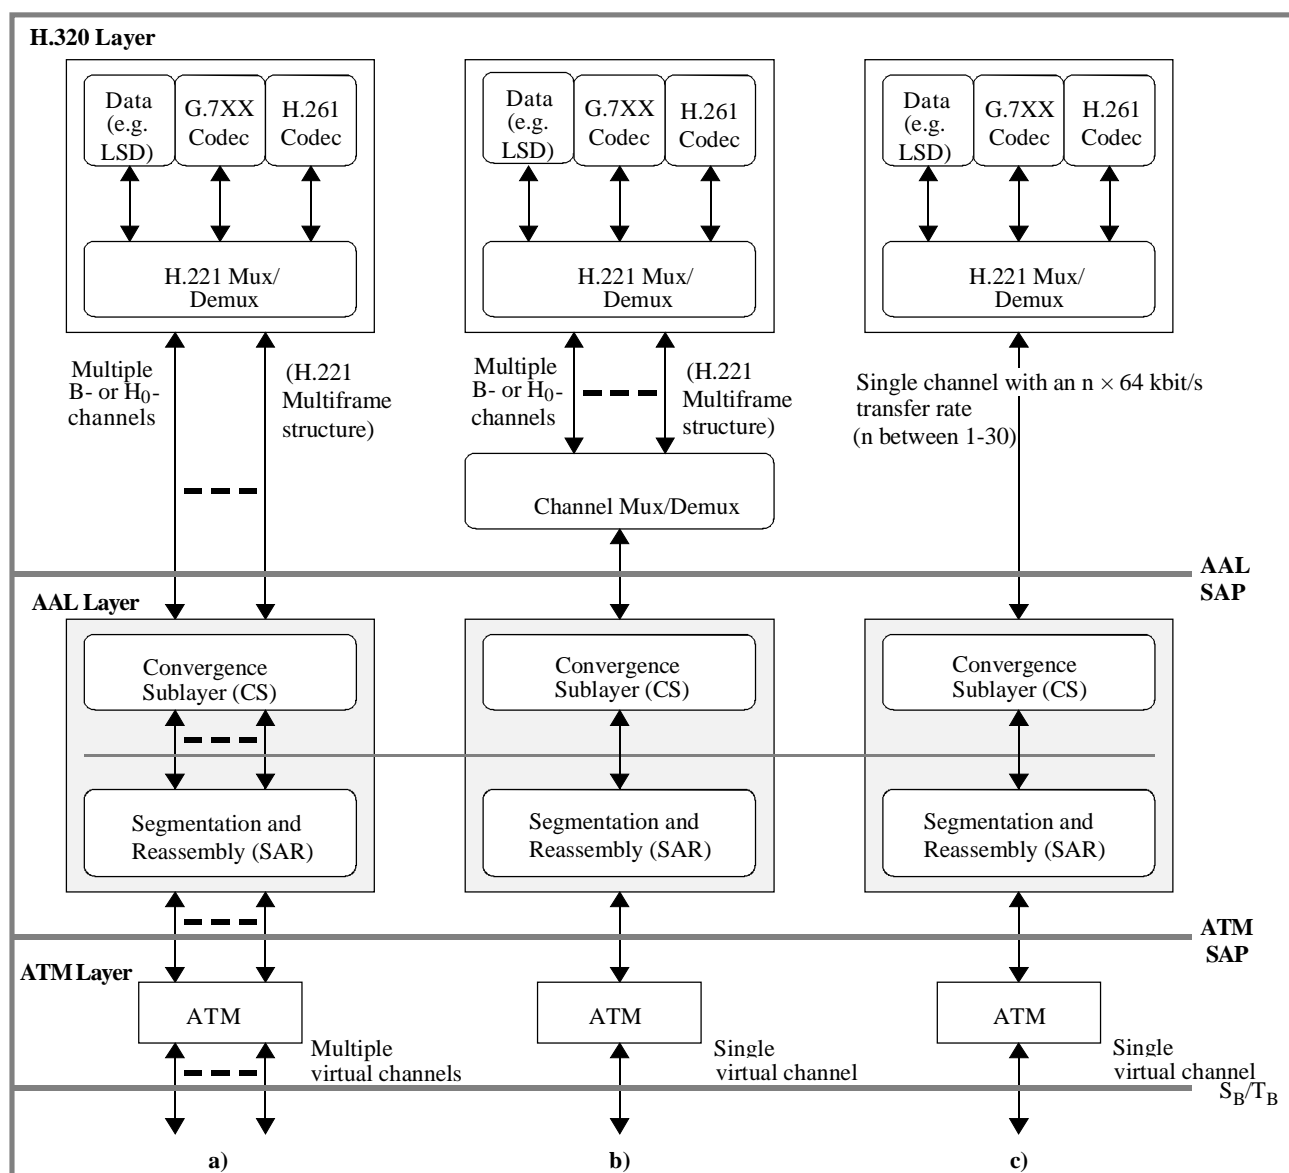 H.320 Layer
Data
(e.g.
LSD)
G.7XX
Codec
H.261
Codec
Data
(e.g.
LSD)
G.7XX
Codec
H.261
Codec
Data
(e.g.
LSD)
G.7XX
Codec
H.261
Codec
H.221 Mux/
Demux
H.221 Mux/
Demux
H.221 Mux/
Demux
Multiple
B- or H0-
channels
(H.221
Multiframe
structure)
Multiple
B- or H0-
channels
(H.221
Multiframe
structure)
Single channel with an n × 64 kbit/s
transfer rate
(n between 1-30)
Channel Mux/Demux
AAL
SAP
AAL Layer
Convergence
Sublayer (CS)
Convergence
Sublayer (CS)
Convergence
Sublayer (CS)
Segmentation and
Reassembly (SAR)
Segmentation and
Reassembly (SAR)
Segmentation and
Reassembly (SAR)
ATM
SAP
ATM Layer
ATM
ATM
ATM
Multiple
virtual channels
Single
virtual channel
Single
virtual channel
SB/TB
a)
b)
c)